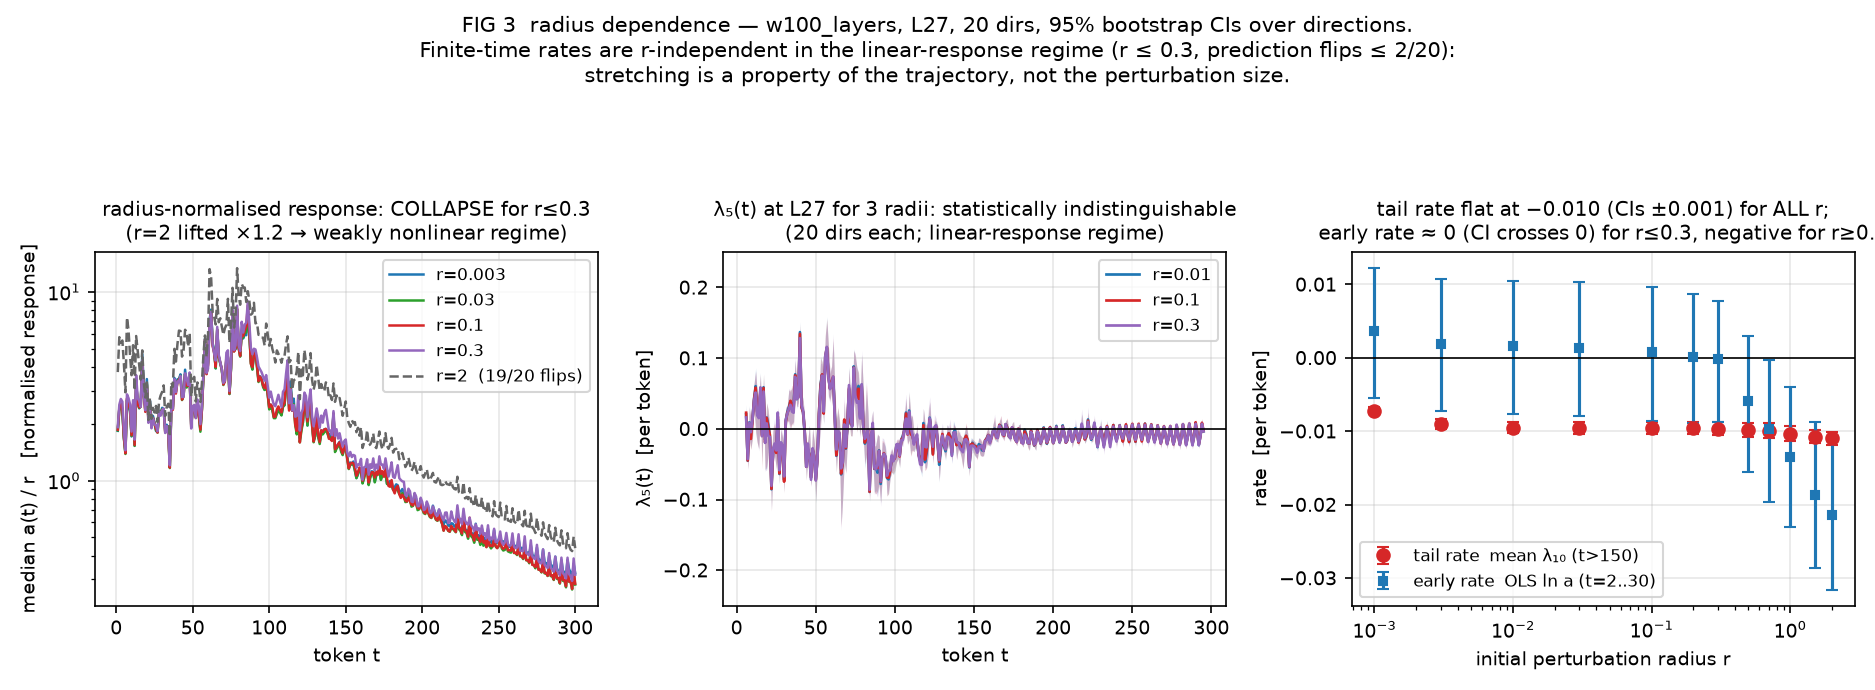 FIG 3  radius dependence — w100_layers, L27, 20 dirs, 95% bootstrap CIs over directions.
Finite-time rates are r-independent in the linear-response regime (r ≤ 0.3, prediction flips ≤ 2/20):
stretching is a property of the trajectory, not the perturbation size.
radius-normalised response: COLLAPSE for r≤0.3
(r=2 lifted ×1.2 → weakly nonlinear regime)
median a(t) / r   [normalised response]
10¹
10⁰
r=0.003
r=0.03
r=0.1
r=0.3
r=2  (19/20 flips)
0 50 100 150 200 250 300
token t
λ₅(t) at L27 for 3 radii: statistically indistinguishable
(20 dirs each; linear-response regime)
λ₅(t)  [per token]
0.2
0.1
0.0
−0.1
−0.2
r=0.01
r=0.1
r=0.3
0 50 100 150 200 250 300
token t
tail rate flat at −0.010 (CIs ±0.001) for ALL r;
early rate ≈ 0 (CI crosses 0) for r≤0.3, negative for r≥0.
rate  [per token]
0.01
0.00
−0.01
−0.02
−0.03
tail rate  mean λ₁₀ (t>150)
early rate  OLS ln a (t=2..30)
10⁻³ 10⁻² 10⁻¹ 10⁰
initial perturbation radius r